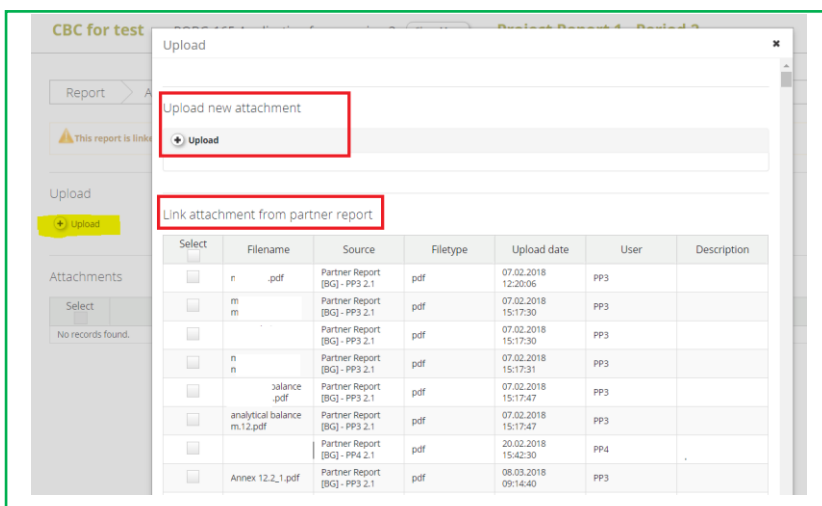 CBC for test
Upload
Report
This report is linke
Upload new attachment
Upload
Upload
Upload
Link attachment from partner report
Attachments
Select
No records found.
Select Filename Source Filetype Upload date User Description
n .pdf Partner Report [BG] - PP3 2.1 pdf 07.02.2018 12:20:06 PP3
m m Partner Report [BG] - PP3 2.1 pdf 07.02.2018 15:17:30 PP3
Partner Report [BG] - PP3 2.1 pdf 07.02.2018 15:17:30 PP3
n n Partner Report [BG] - PP3 2.1 pdf 07.02.2018 15:17:31 PP3
balance .pdf Partner Report [BG] - PP3 2.1 pdf 07.02.2018 15:17:47 PP3
analytical balance m.12.pdf Partner Report [BG] - PP3 2.1 pdf 07.02.2018 15:17:47 PP3
Partner Report [BG] - PP4 2.1 pdf 20.02.2018 15:42:30 PP4
Annex 12.2_1.pdf Partner Report [BG] - PP3 2.1 pdf 08.03.2018 09:14:40 PP3